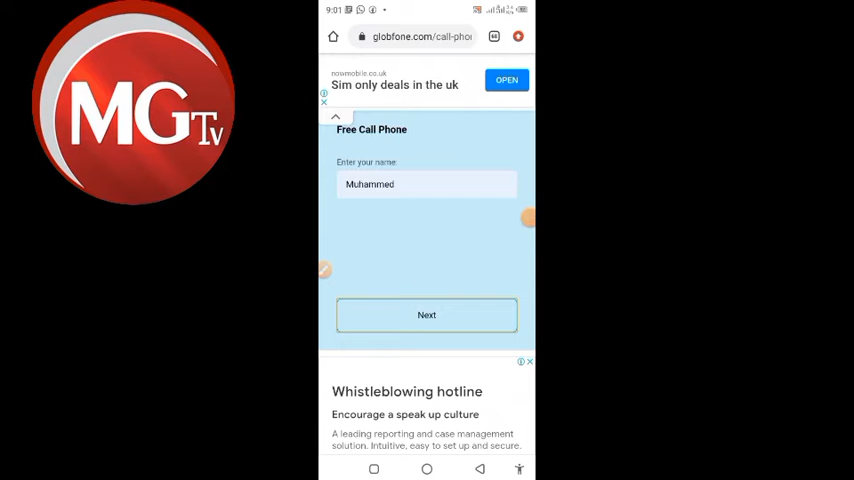 MGTV
9:01
globfone.com/call-phon
nowmobile.co.uk
Sim only deals in the uk
OPEN
Free Call Phone
Enter your name:
Muhammed
Next
Whistleblowing hotline
Encourage a speak up culture
A leading reporting and case management
solution. Intuitive, easy to set up and secure.